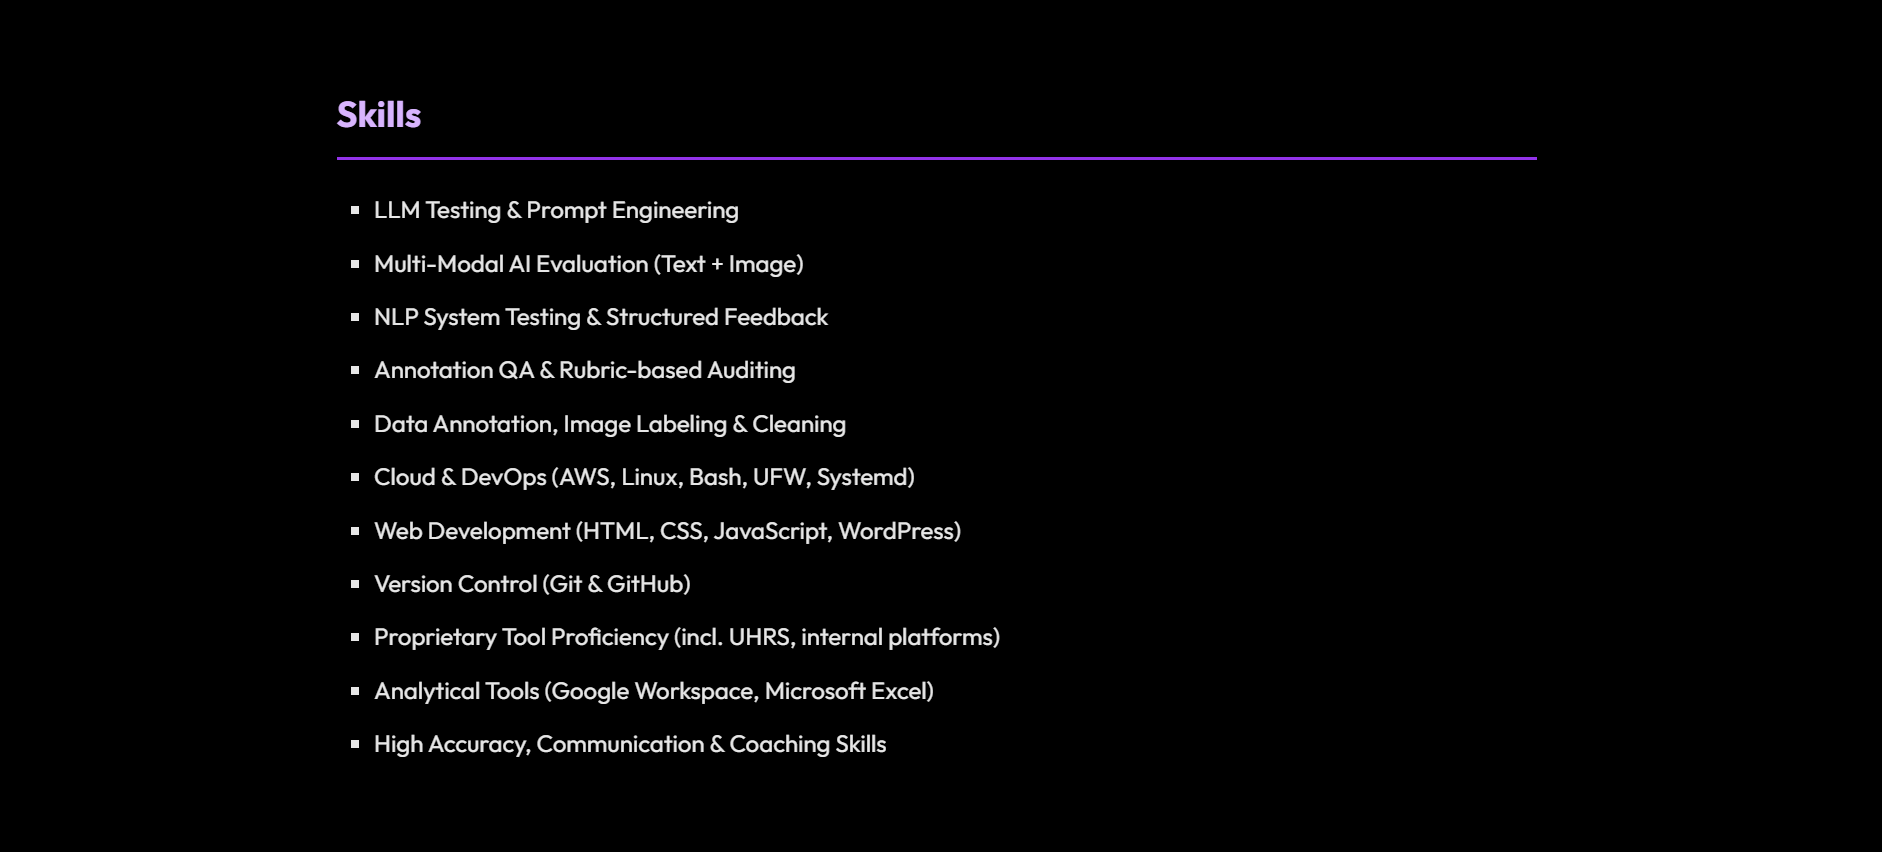 Skills
LLM Testing & Prompt Engineering
Multi-Modal AI Evaluation (Text + Image)
NLP System Testing & Structured Feedback
Annotation QA & Rubric-based Auditing
Data Annotation, Image Labeling & Cleaning
Cloud & DevOps (AWS, Linux, Bash, UFW, Systemd)
Web Development (HTML, CSS, JavaScript, WordPress)
Version Control (Git & GitHub)
Proprietary Tool Proficiency (incl. UHRS, internal platforms)
Analytical Tools (Google Workspace, Microsoft Excel)
High Accuracy, Communication & Coaching Skills